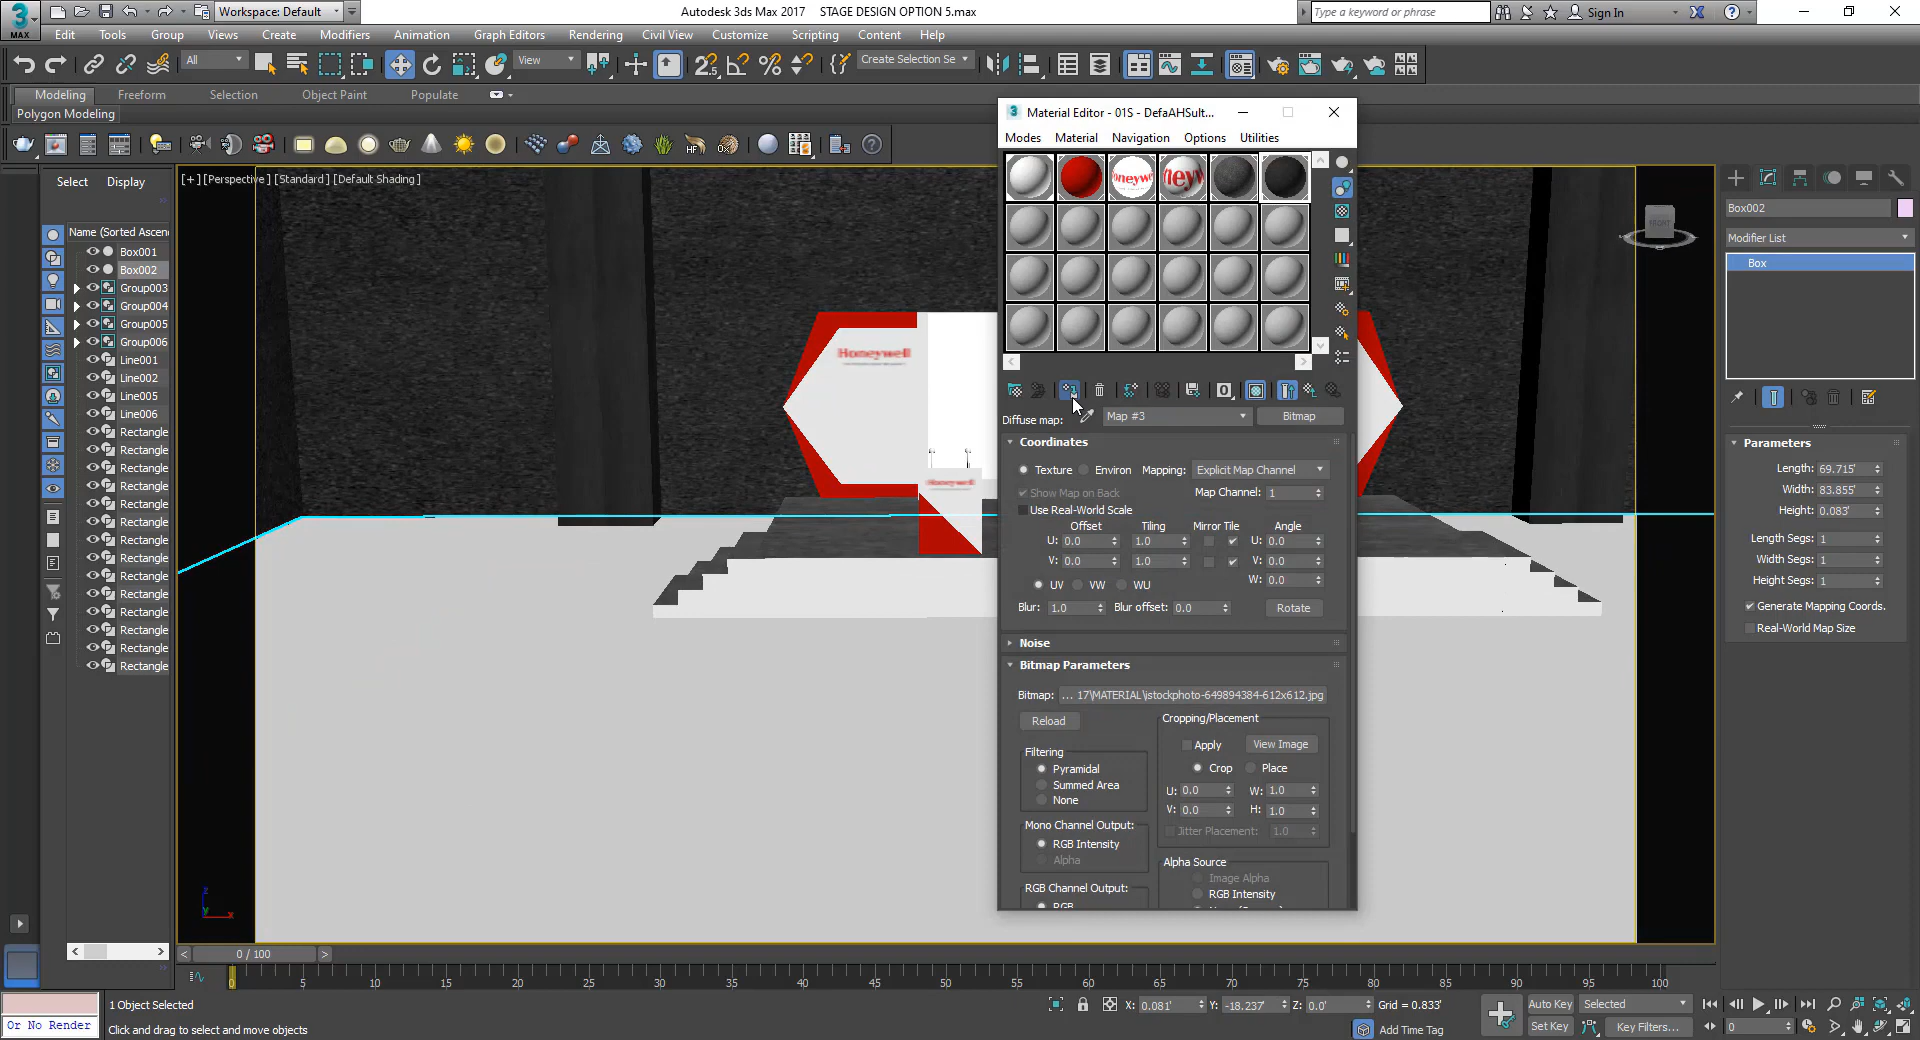 Workspace: Default
Autodesk 3ds Max 2017 STAGE DESIGN OPTION 5.max
Type a keyword or phrase
Sign In
3
MAX
Edit Tools Group Views Create Modifiers Animation Graph Editors Rendering Civil View Customize Scripting Content Help
All
View
Create Selection Se
Modeling Freeform Selection Object Paint Populate
Polygon Modeling
Select Display
[+] [Perspective] [Standard] [Default Shading]
Name (Sorted Ascen
Box001
Box002
Group003
Group004
Group005
Group006
Line001
Line002
Line005
Line006
Rectangle
Rectangle
Rectangle
Rectangle
Rectangle
Rectangle
Rectangle
Rectangle
Rectangle
Rectangle
Rectangle
Rectangle
Rectangle
Rectangle
Honeywell
Honeywell
FRONT
Material Editor - 01S - DefaAHSult...
Modes Material Navigation Options Utilities
Diffuse map: Map #3 Bitmap
Coordinates
Texture Environ Mapping: Explicit Map Channel
Show Map on Back Map Channel: 1
Use Real-World Scale
Offset Tiling Mirror Tile Angle
U: 0.0 1.0 U: 0.0
V: 0.0 1.0 V: 0.0
W: 0.0
UV VW WU
Blur: 1.0 Blur offset: 0.0 Rotate
Noise
Bitmap Parameters
Bitmap: ... 17\MATERIAL\istockphoto-649894384-612x612.jpg
Reload
Cropping/Placement
Apply View Image
Crop Place
U: 0.0 W: 1.0
V: 0.0 H: 1.0
Jitter Placement: 1.0
Filtering
Pyramidal
Summed Area
None
Mono Channel Output:
RGB Intensity
Alpha
RGB Channel Output:
RGB
Alpha Source
Image Alpha
RGB Intensity
Box002
Modifier List
Box
Parameters
Length: 69.715'
Width: 83.855'
Height: 0.083'
Length Segs: 1
Width Segs: 1
Height Segs: 1
Generate Mapping Coords.
Real-World Map Size
z
y
x
0 / 100
0 5 10 15 20 25 30 35 40 45 50 55 60 65 70 75 80 85 90 95 100
1 Object Selected
Or No Render
Click and drag to select and move objects
X: 0.081' Y: -18.237' Z: 0.0' Grid = 0.833'
Add Time Tag
Auto Key Selected
Set Key Key Filters...
0